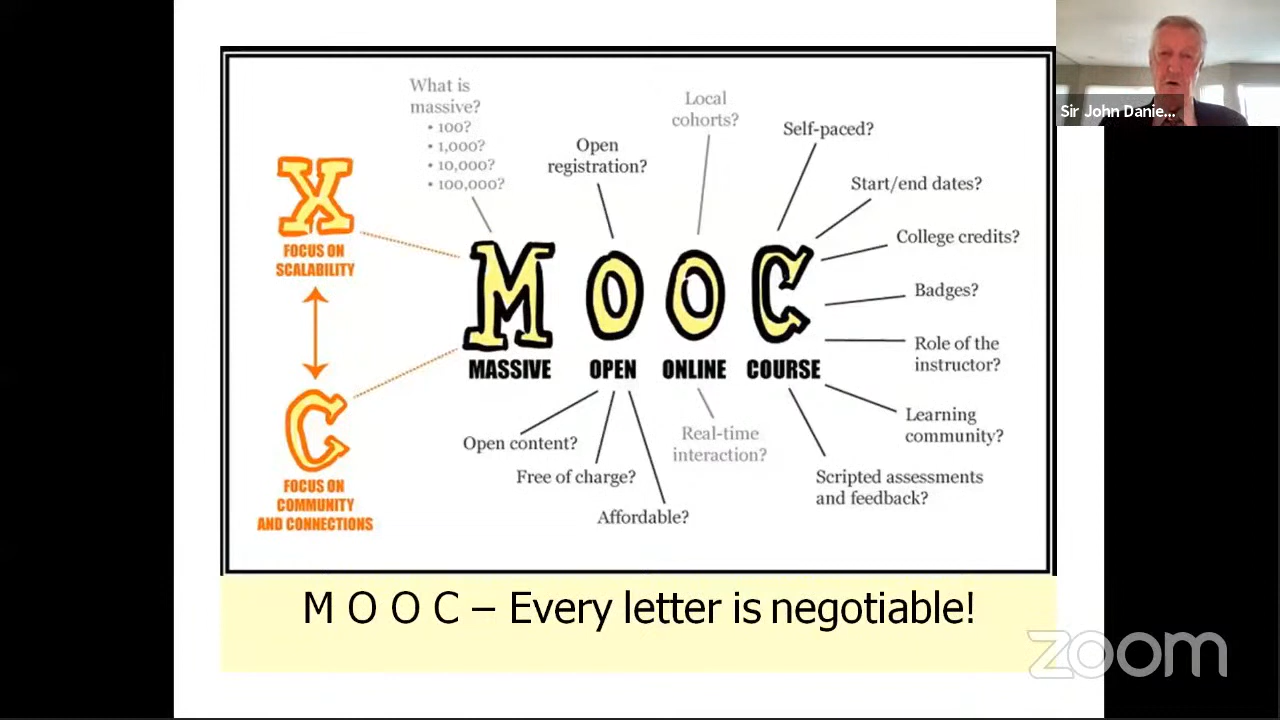 What is
massive?
• 100?
• 1,000?
• 10,000?
• 100,000?
Open
registration?
Local
cohorts?
Self-paced?
Start/end dates?
College credits?
Badges?
Role of the
instructor?
Learning
community?
Scripted assessments
and feedback?
X
FOCUS ON
SCALABILITY
C
FOCUS ON
COMMUNITY
AND CONNECTIONS
M O O C
MASSIVE OPEN ONLINE COURSE
Open content?
Free of charge?
Affordable?
Real-time
interaction?
M O O C – Every letter is negotiable!
Sir John Danie...
zoom